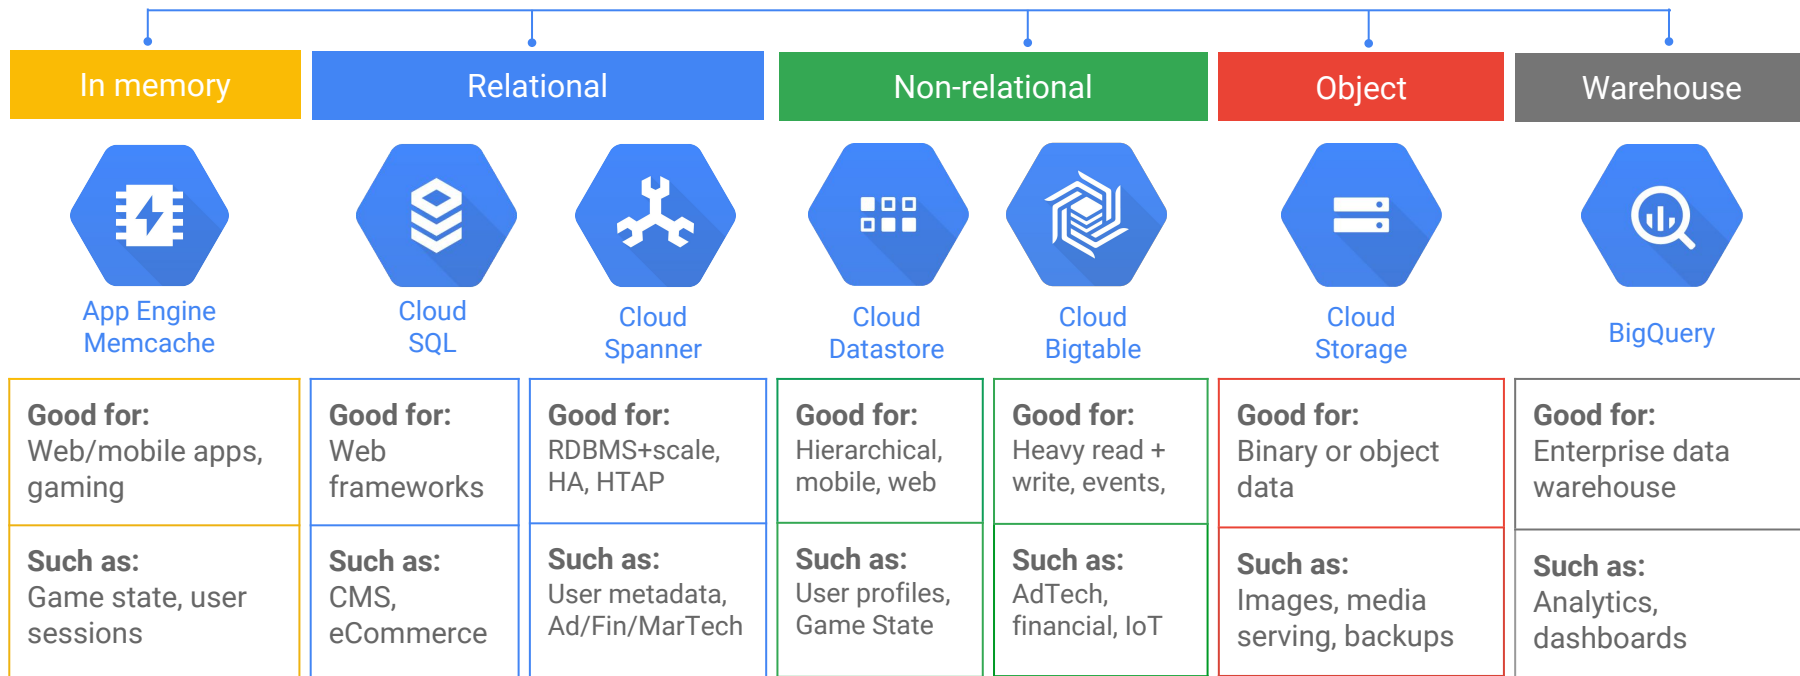 In memory
Relational
Non-relational
Object
Warehouse
App Engine
Memcache
Cloud
SQL
Cloud
Spanner
Cloud
Datastore
Cloud
Bigtable
Cloud
Storage
BigQuery
Good for:
Web/mobile apps,
gaming
Good for:
Web
frameworks
Good for:
RDBMS+scale,
HA, HTAP
Good for:
Hierarchical,
mobile, web
Good for:
Heavy read +
write, events,
Good for:
Binary or object
data
Good for:
Enterprise data
warehouse
Such as:
Game state, user
sessions
Such as:
CMS,
eCommerce
Such as:
User metadata,
Ad/Fin/MarTech
Such as:
User profiles,
Game State
Such as:
AdTech,
financial, IoT
Such as:
Images, media
serving, backups
Such as:
Analytics,
dashboards